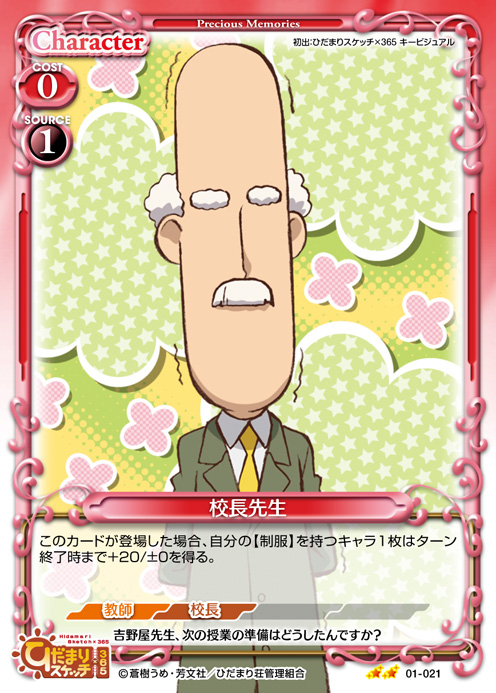 Precious Memories
Character
初出:ひだまりスケッチ×365 キービジュアル
COST
0
SOURCE
1
校長先生
このカードが登場した場合、自分の【制服】を持つキャラ1枚はターン
終了時まで+20/±0を得る。
教師 校長
吉野屋先生、次の授業の準備はどうしたんですか?
Hidamari
Sketch×365
ひだまり
スケッチ
×365
©蒼樹うめ・芳文社/ひだまり荘管理組合
01-021